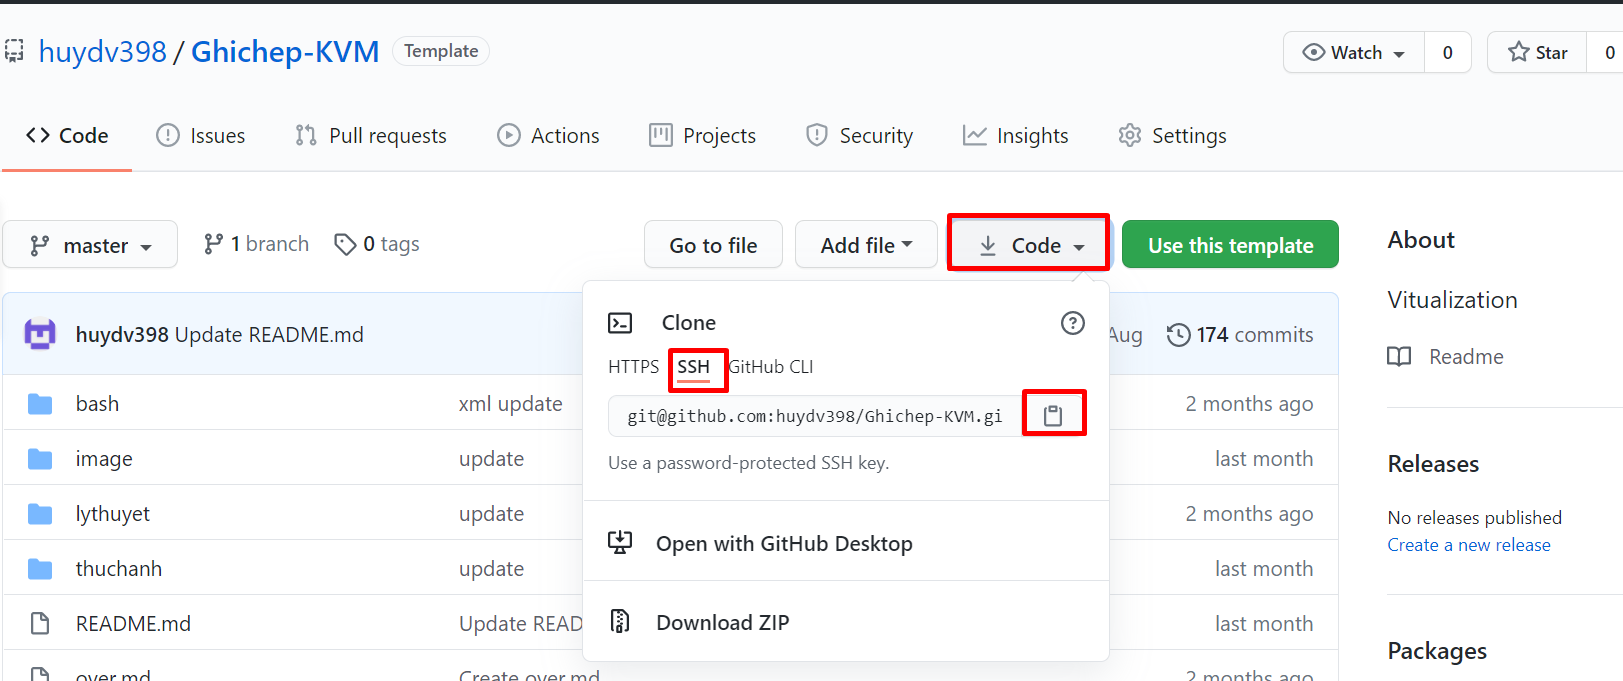 huydv398 / Ghichep-KVM Template
Watch 0 Star 0
Code Issues Pull requests Actions Projects Security Insights Settings
master 1 branch 0 tags Go to file Add file Code Use this template
huydv398 Update README.md
Aug 174 commits
Clone
HTTPS SSH GitHub CLI
git@github.com:huydv398/Ghichep-KVM.gi
Use a password-protected SSH key.
Open with GitHub Desktop
Download ZIP
bash xml update 2 months ago
image update last month
lythuyet update 2 months ago
thuchanh update last month
README.md Update READ last month
over.md Create over.md 2 months ago
About
Vitualization
Readme
Releases
No releases published
Create a new release
Packages